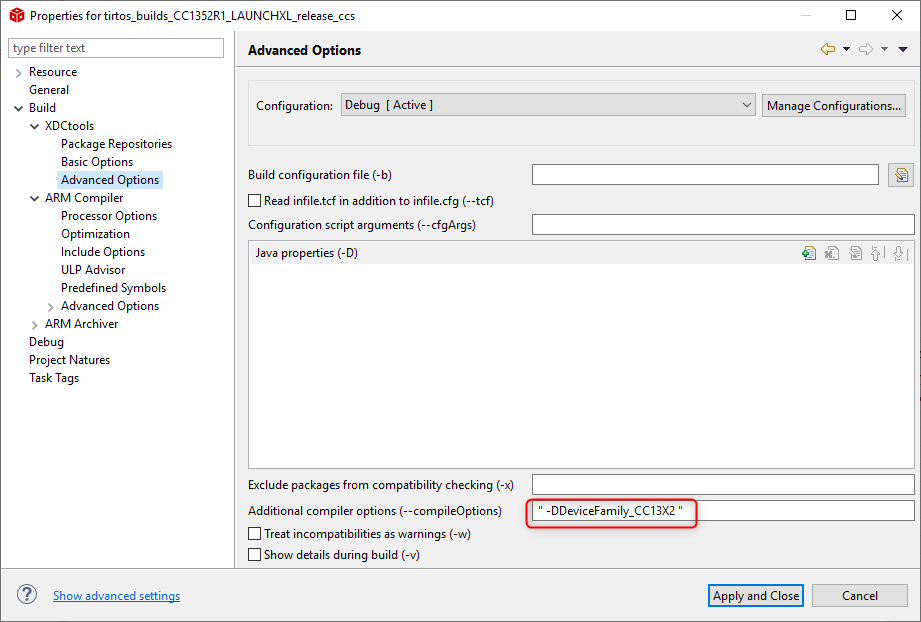 Properties for tirtos_builds_CC1352R1_LAUNCHXL_release_ccs
type filter text
Resource
General
Build
XDCtools
Package Repositories
Basic Options
Advanced Options
ARM Compiler
Processor Options
Optimization
Include Options
ULP Advisor
Predefined Symbols
Advanced Options
ARM Archiver
Debug
Project Natures
Task Tags
Advanced Options
Configuration: Debug [ Active ] Manage Configurations...
Build configuration file (-b)
Read infile.tcf in addition to infile.cfg (--tcf)
Configuration script arguments (--cfgArgs)
Java properties (-D)
Exclude packages from compatibility checking (-x)
Additional compiler options (--compileOptions) " -DDeviceFamily_CC13X2 "
Treat incompatibilities as warnings (-w)
Show details during build (-v)
? Show advanced settings Apply and Close Cancel